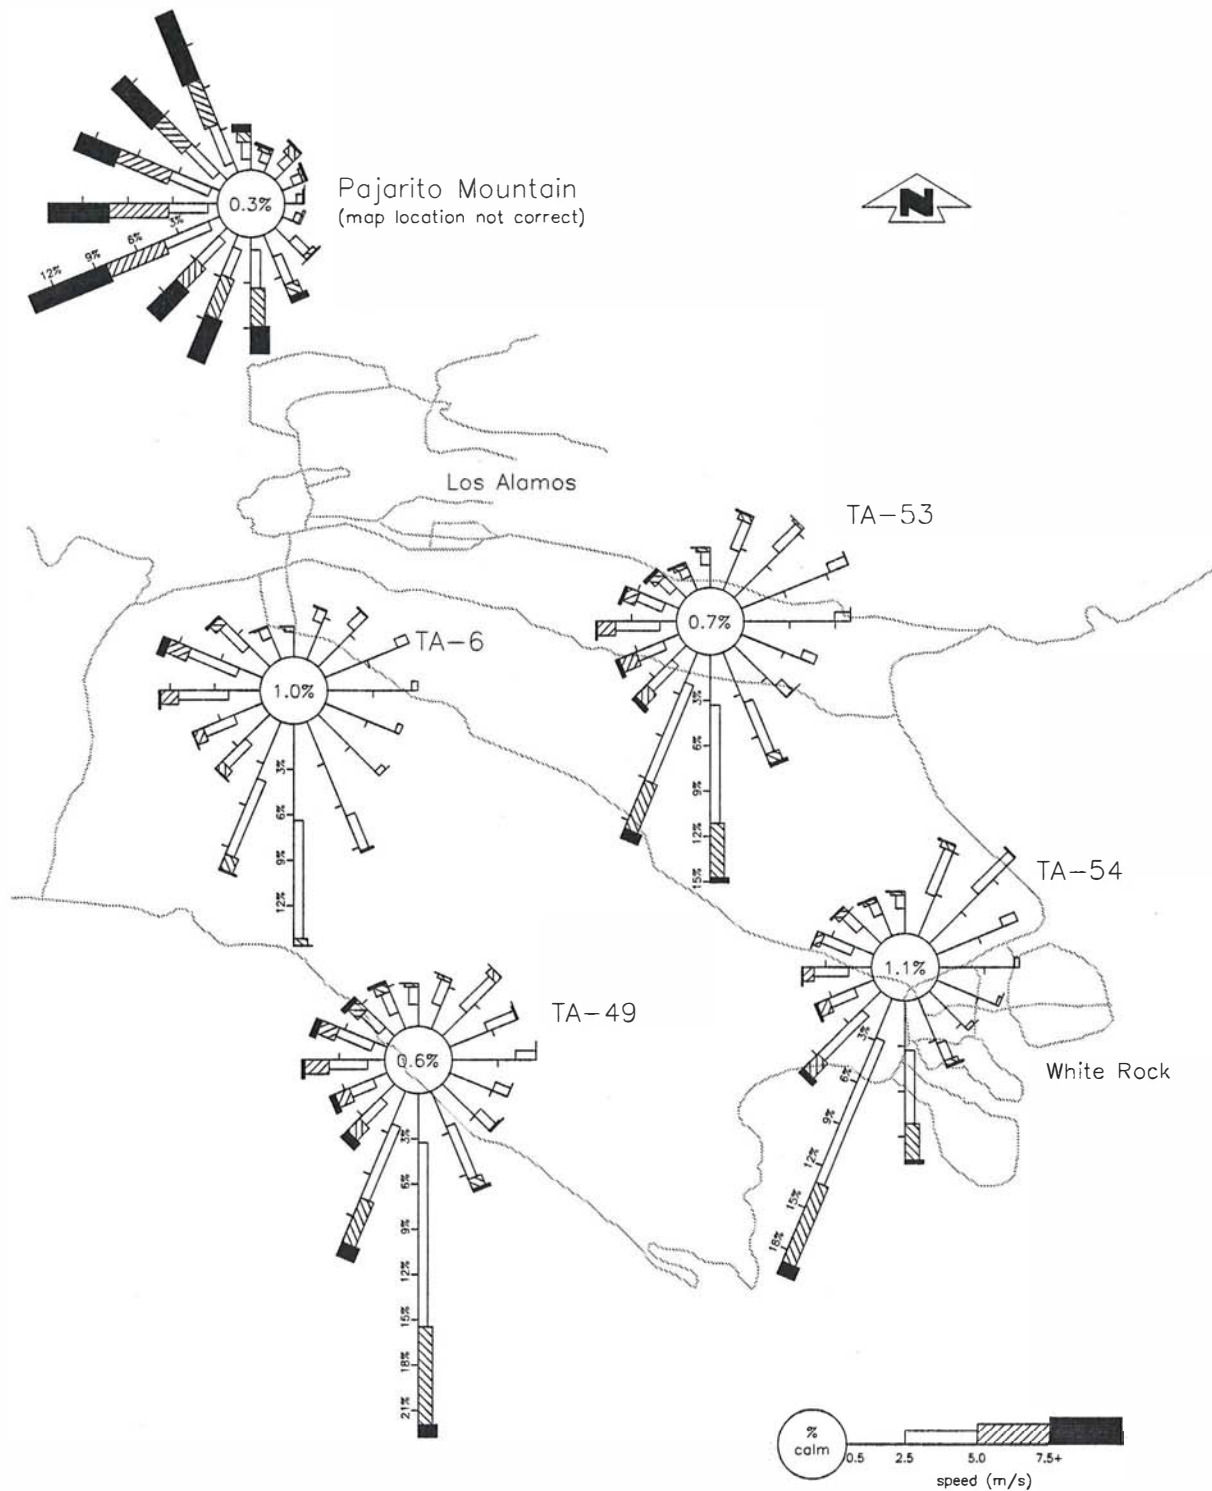 0.3%
3%
6%
9%
12%
Pajarito Mountain
(map location not correct)
N
Los Alamos
TA-53
0.7%
3%
6%
9%
12%
15%
TA-6
1.0%
3%
6%
9%
12%
TA-54
1.1%
3%
6%
9%
12%
15%
18%
White Rock
TA-49
0.6%
3%
6%
9%
12%
15%
18%
21%
%
calm
0.5 2.5 5.0 7.5+
speed (m/s)